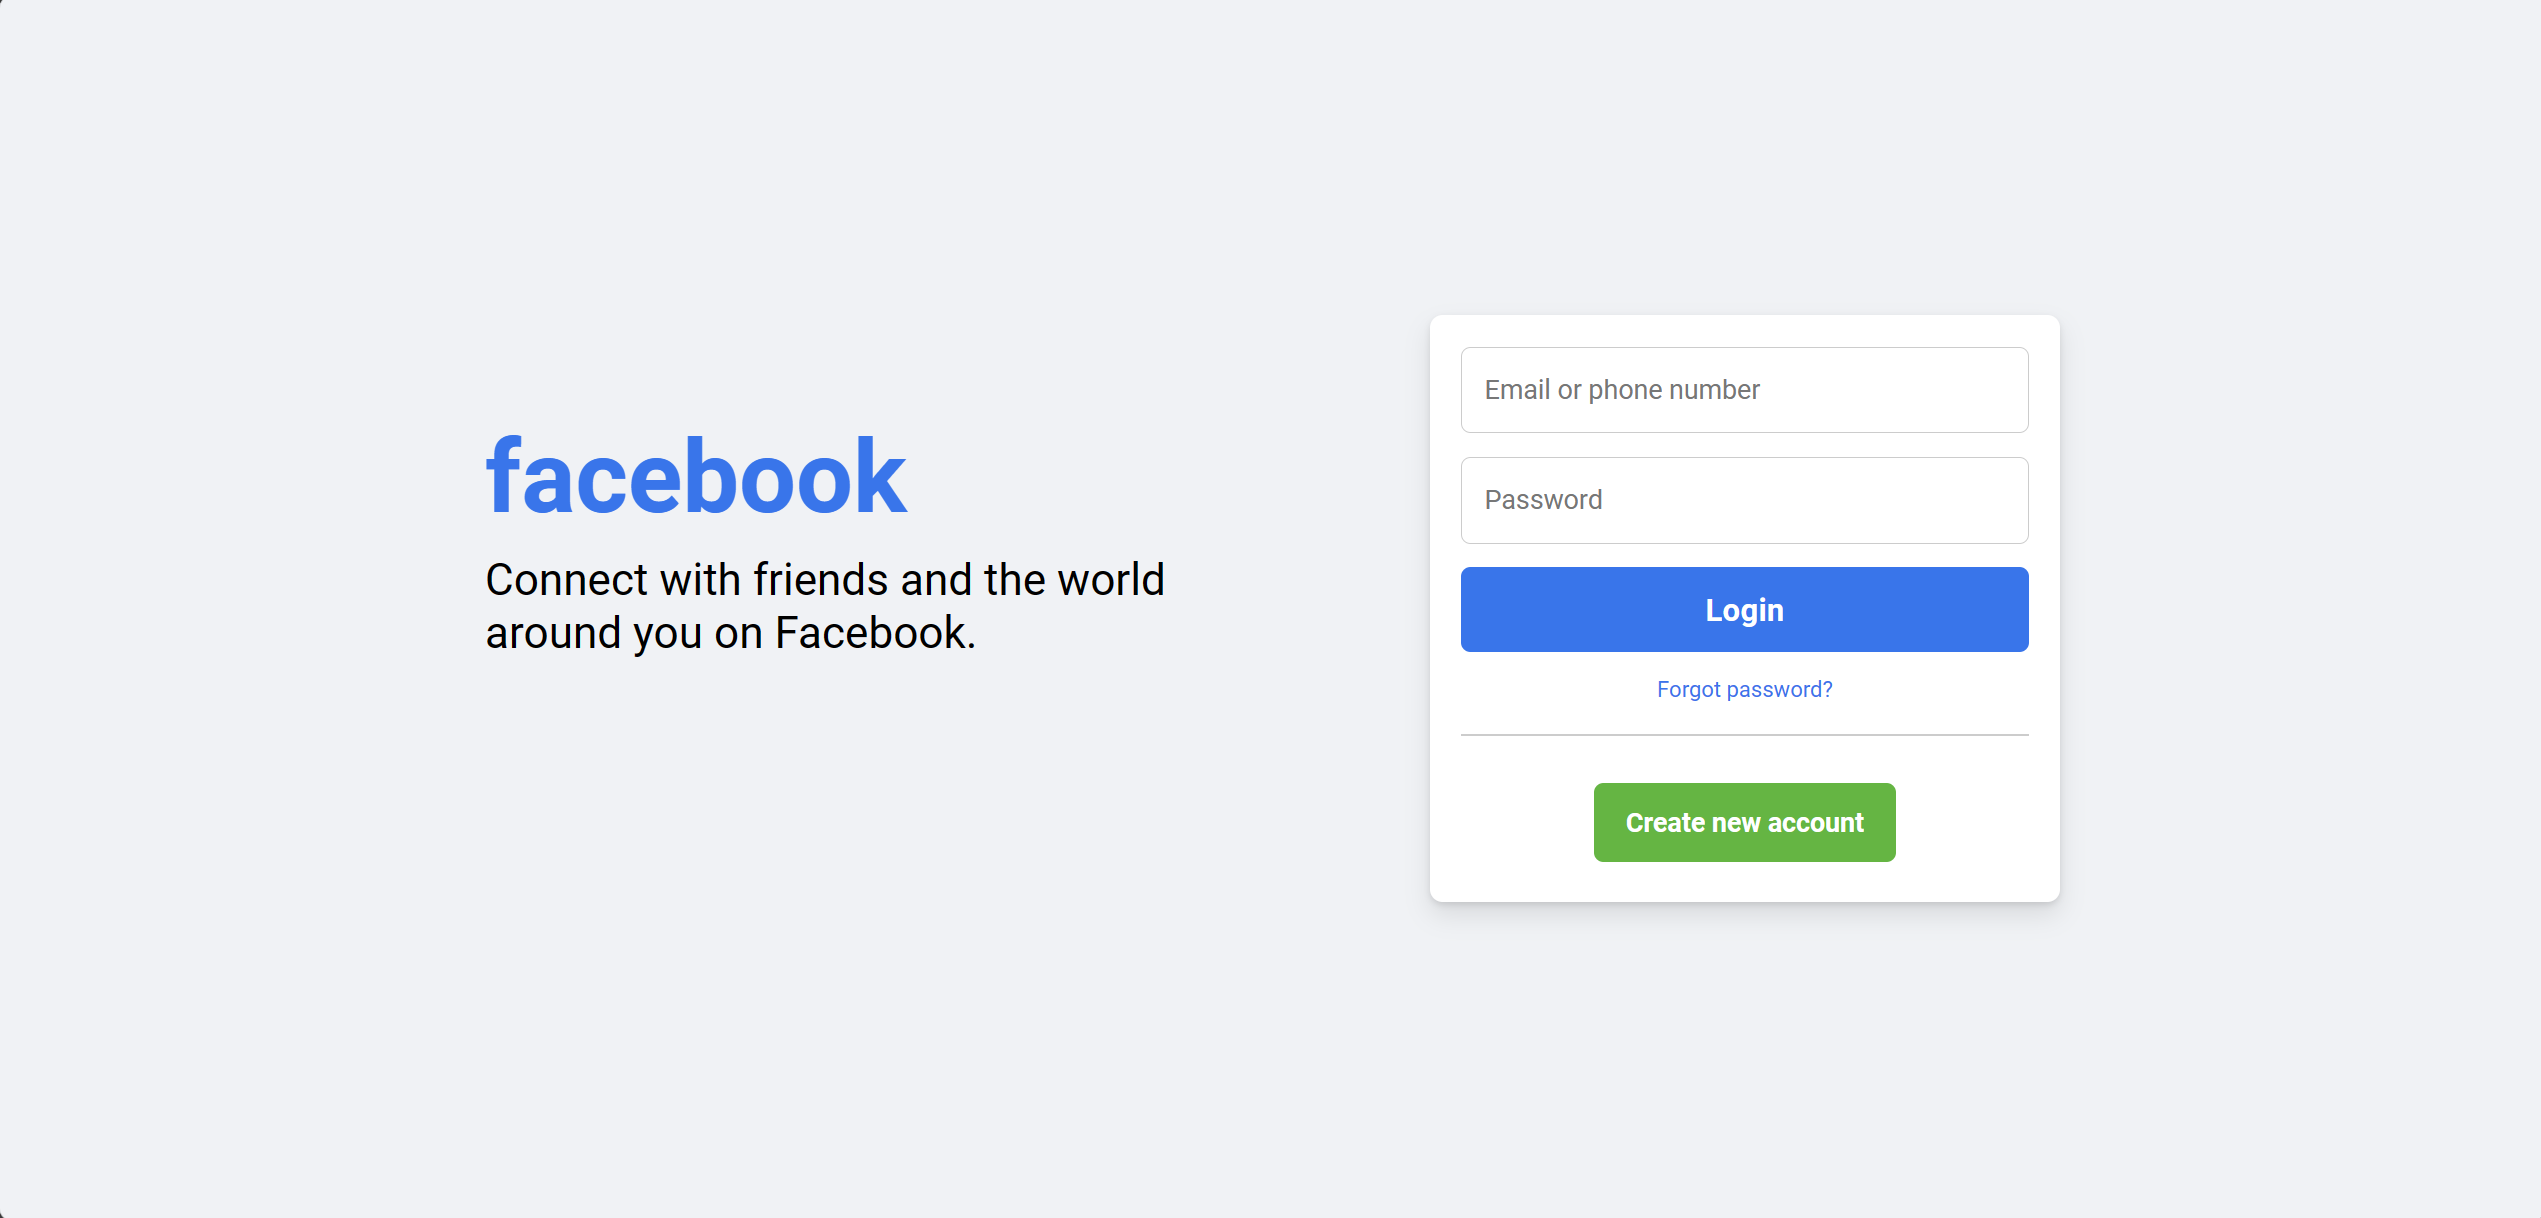 facebook
Connect with friends and the world
around you on Facebook.
Email or phone number
Password
Login
Forgot password?
Create new account